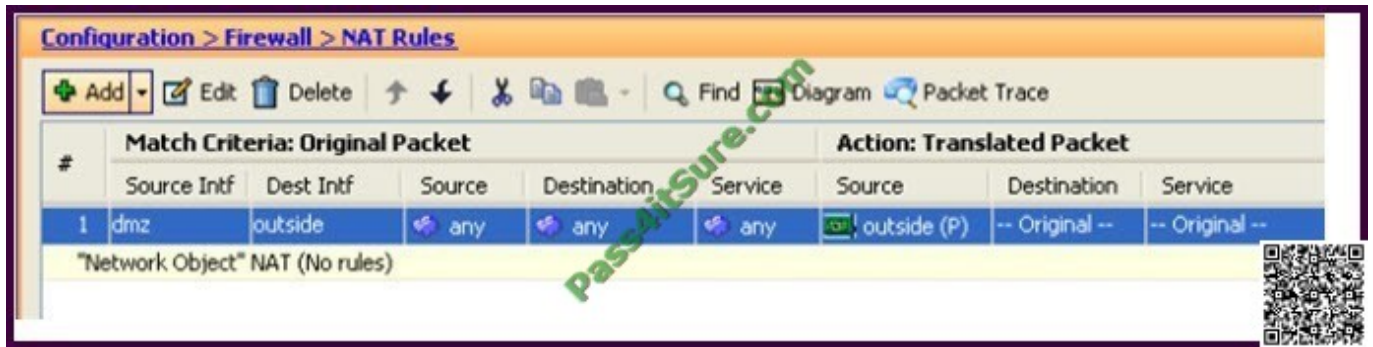 Configuration > Firewall > NAT Rules
Add Edit Delete Find Diagram Packet Trace
# Match Criteria: Original Packet Action: Translated Packet
Source Intf Dest Intf Source Destination Service Source Destination Service
1 dmz outside any any any outside (P) -- Original -- -- Original --
"Network Object" NAT (No rules)
Pass4itSure.com